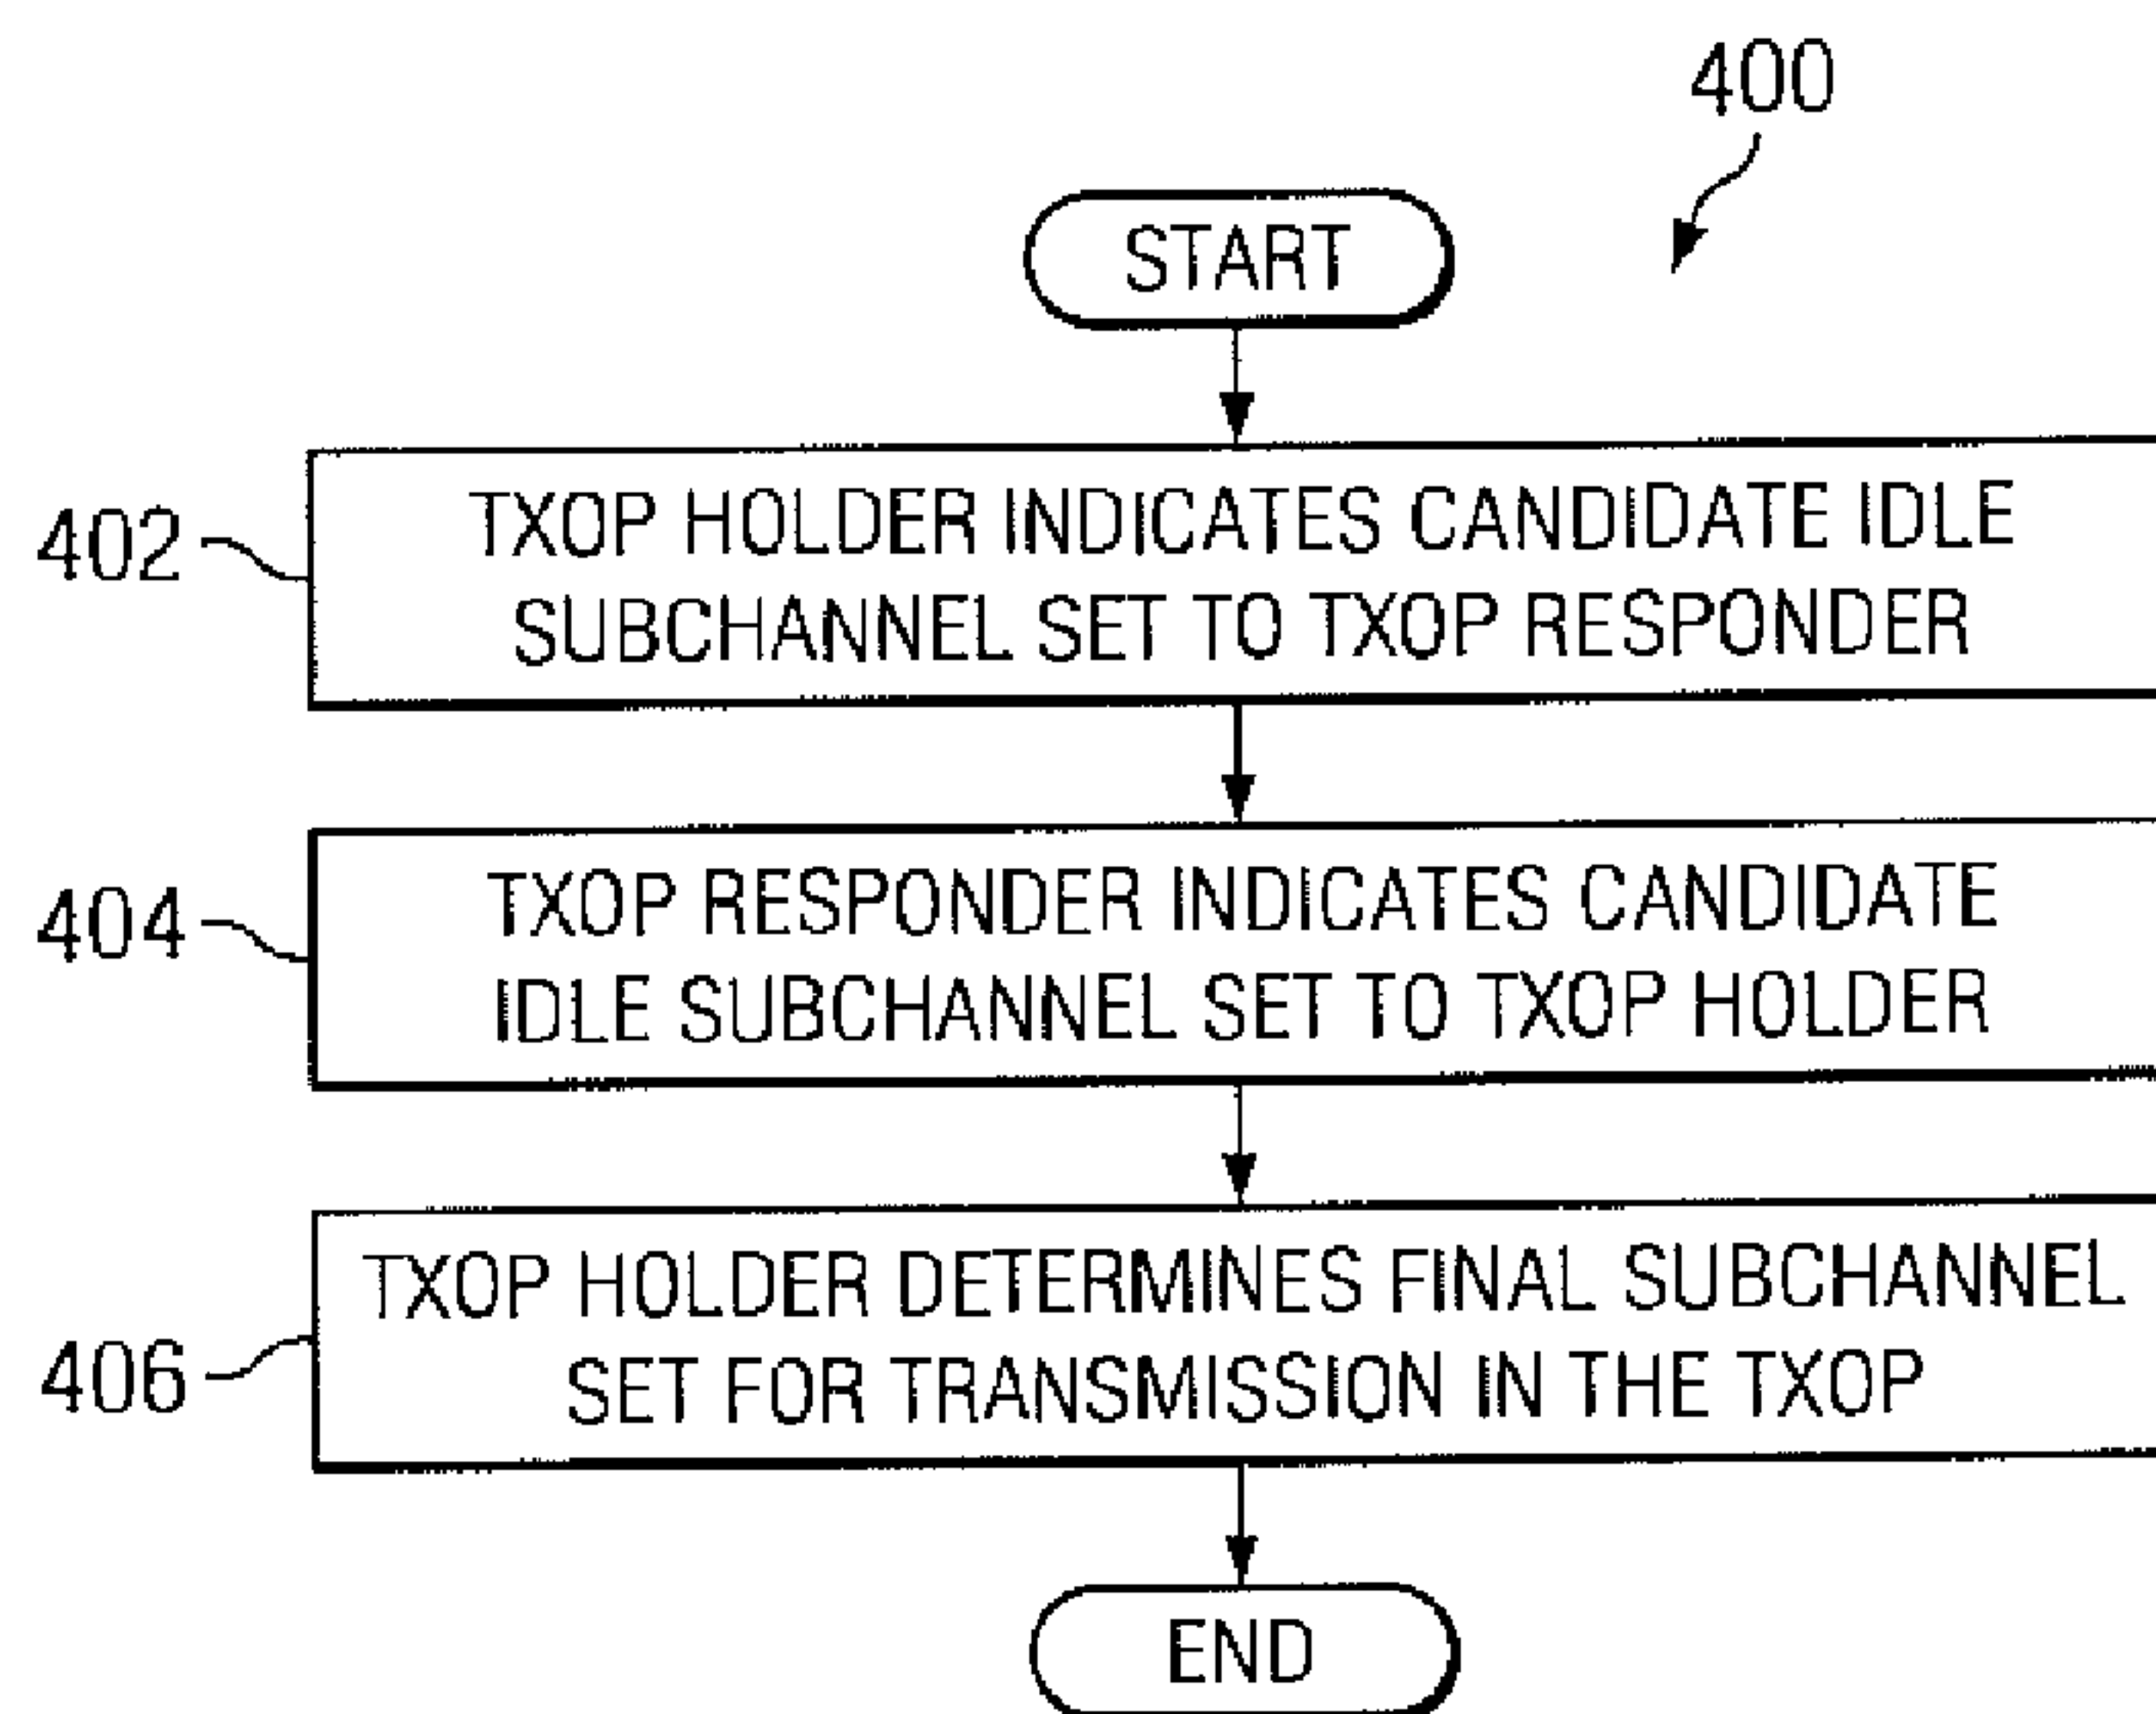 400
START
402
TXOP HOLDER INDICATES CANDIDATE IDLE
SUBCHANNEL SET TO TXOP RESPONDER
404
TXOP RESPONDER INDICATES CANDIDATE
IDLE SUBCHANNEL SET TO TXOP HOLDER
406
TXOP HOLDER DETERMINES FINAL SUBCHANNEL
SET FOR TRANSMISSION IN THE TXOP
END